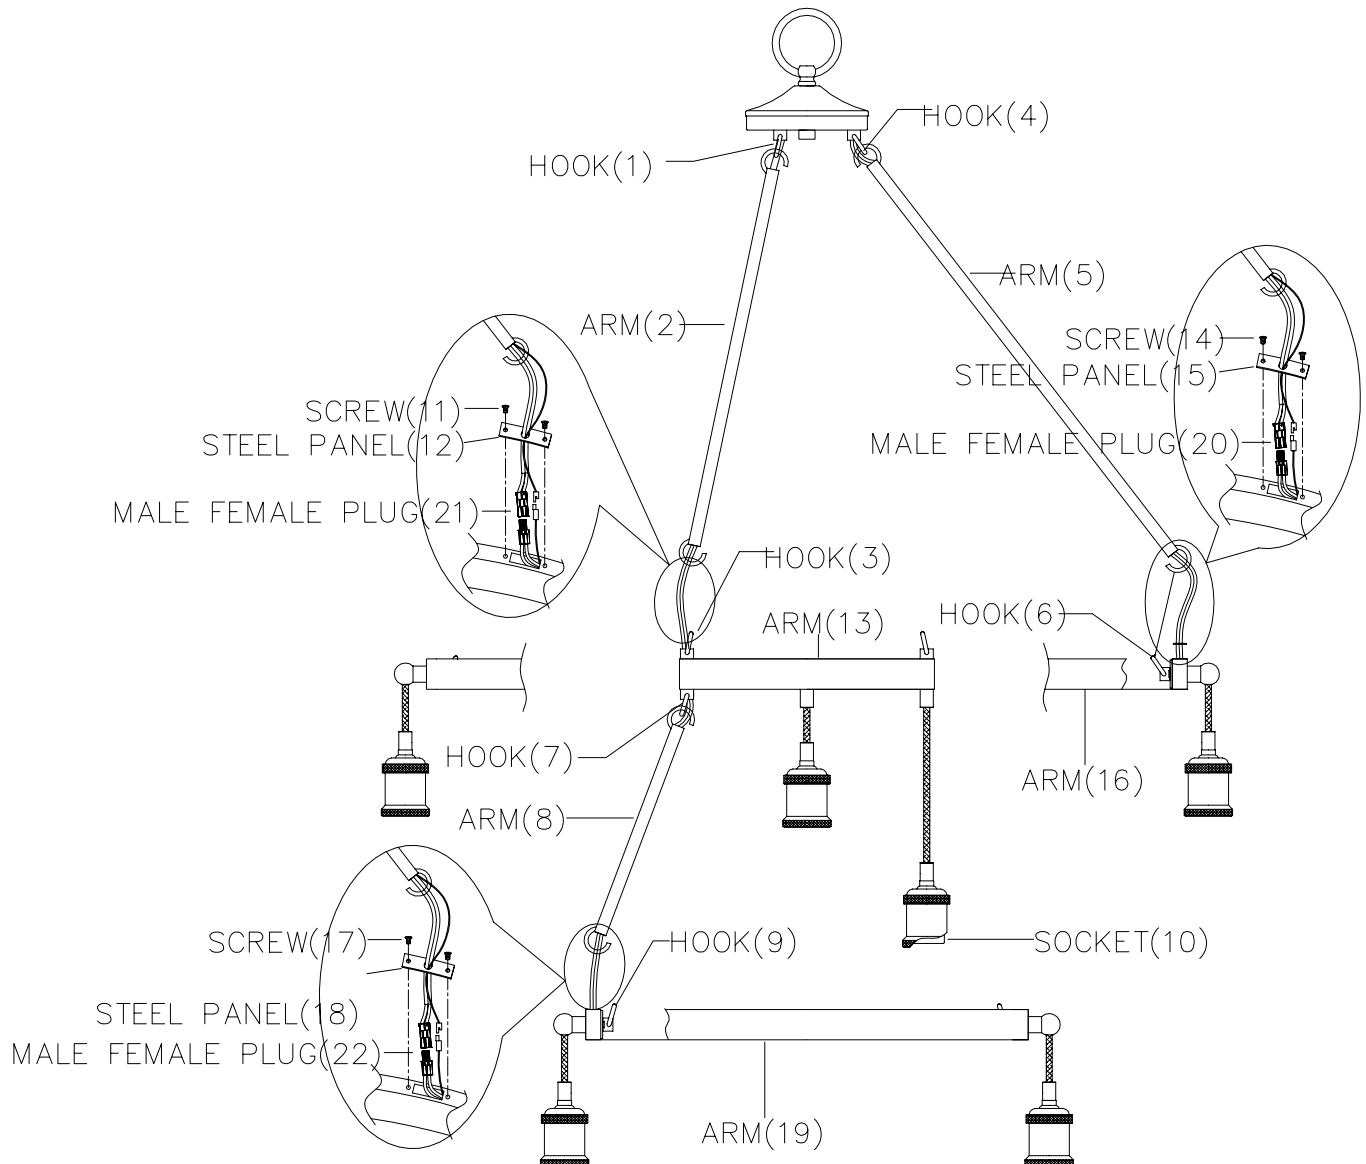 HOOK(4)
HOOK(1)
ARM(5)
ARM(2)
SCREW(14)
STEEL PANEL(15)
SCREW(11)
STEEL PANEL(12)
MALE FEMALE PLUG(20)
MALE FEMALE PLUG(21)
HOOK(3)
HOOK(6)
ARM(13)
HOOK(7)
ARM(16)
ARM(8)
SCREW(17)
HOOK(9)
SOCKET(10)
STEEL PANEL(18)
MALE FEMALE PLUG(22)
ARM(19)